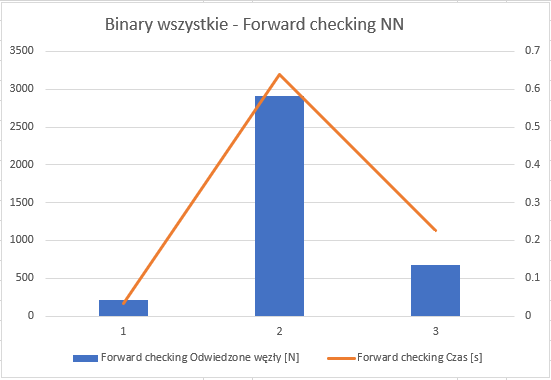 Binary wszystkie - Forward checking NN
3500 0.7
3000 0.6
2500 0.5
2000 0.4
1500 0.3
1000 0.2
500 0.1
0 0
1 2 3
Forward checking Odwiedzone węzły [N] Forward checking Czas [s]